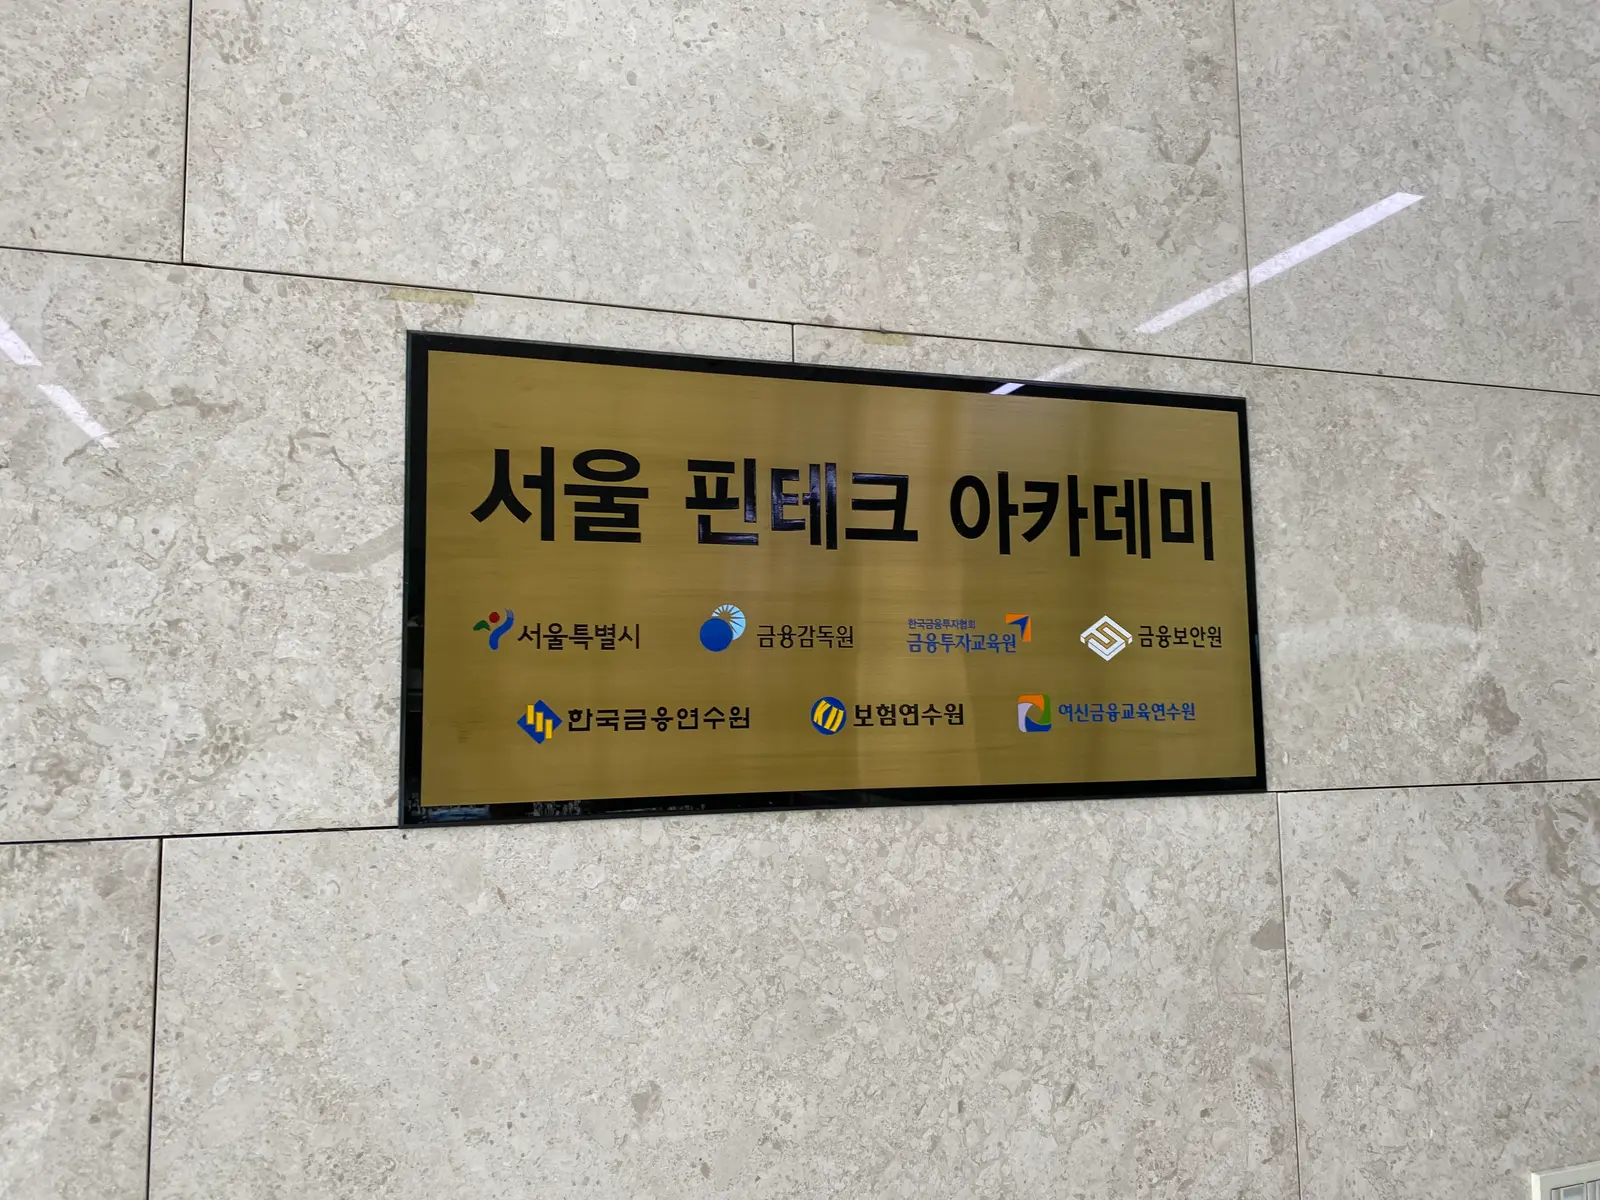 서울 핀테크 아카데미
서울특별시
금융감독원
한국금융투자협회
금융투자교육원
금융보안원
한국금융연수원
KII 보험연수원
여신금융교육연수원